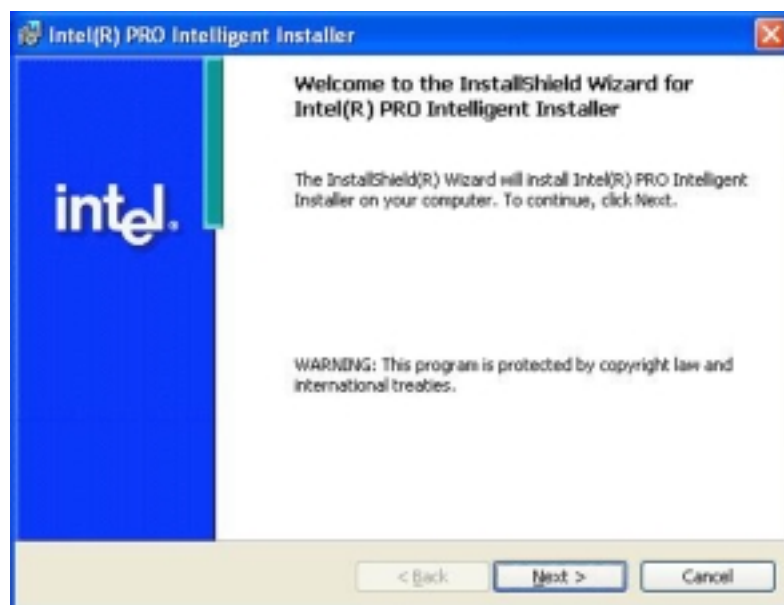 Intel(R) PRO Intelligent Installer
Welcome to the InstallShield Wizard for
Intel(R) PRO Intelligent Installer
intel.
The InstallShield(R) Wizard will install Intel(R) PRO Intelligent
Installer on your computer. To continue, click Next.
WARNING: This program is protected by copyright law and
international treaties.
< Back
Next >
Cancel